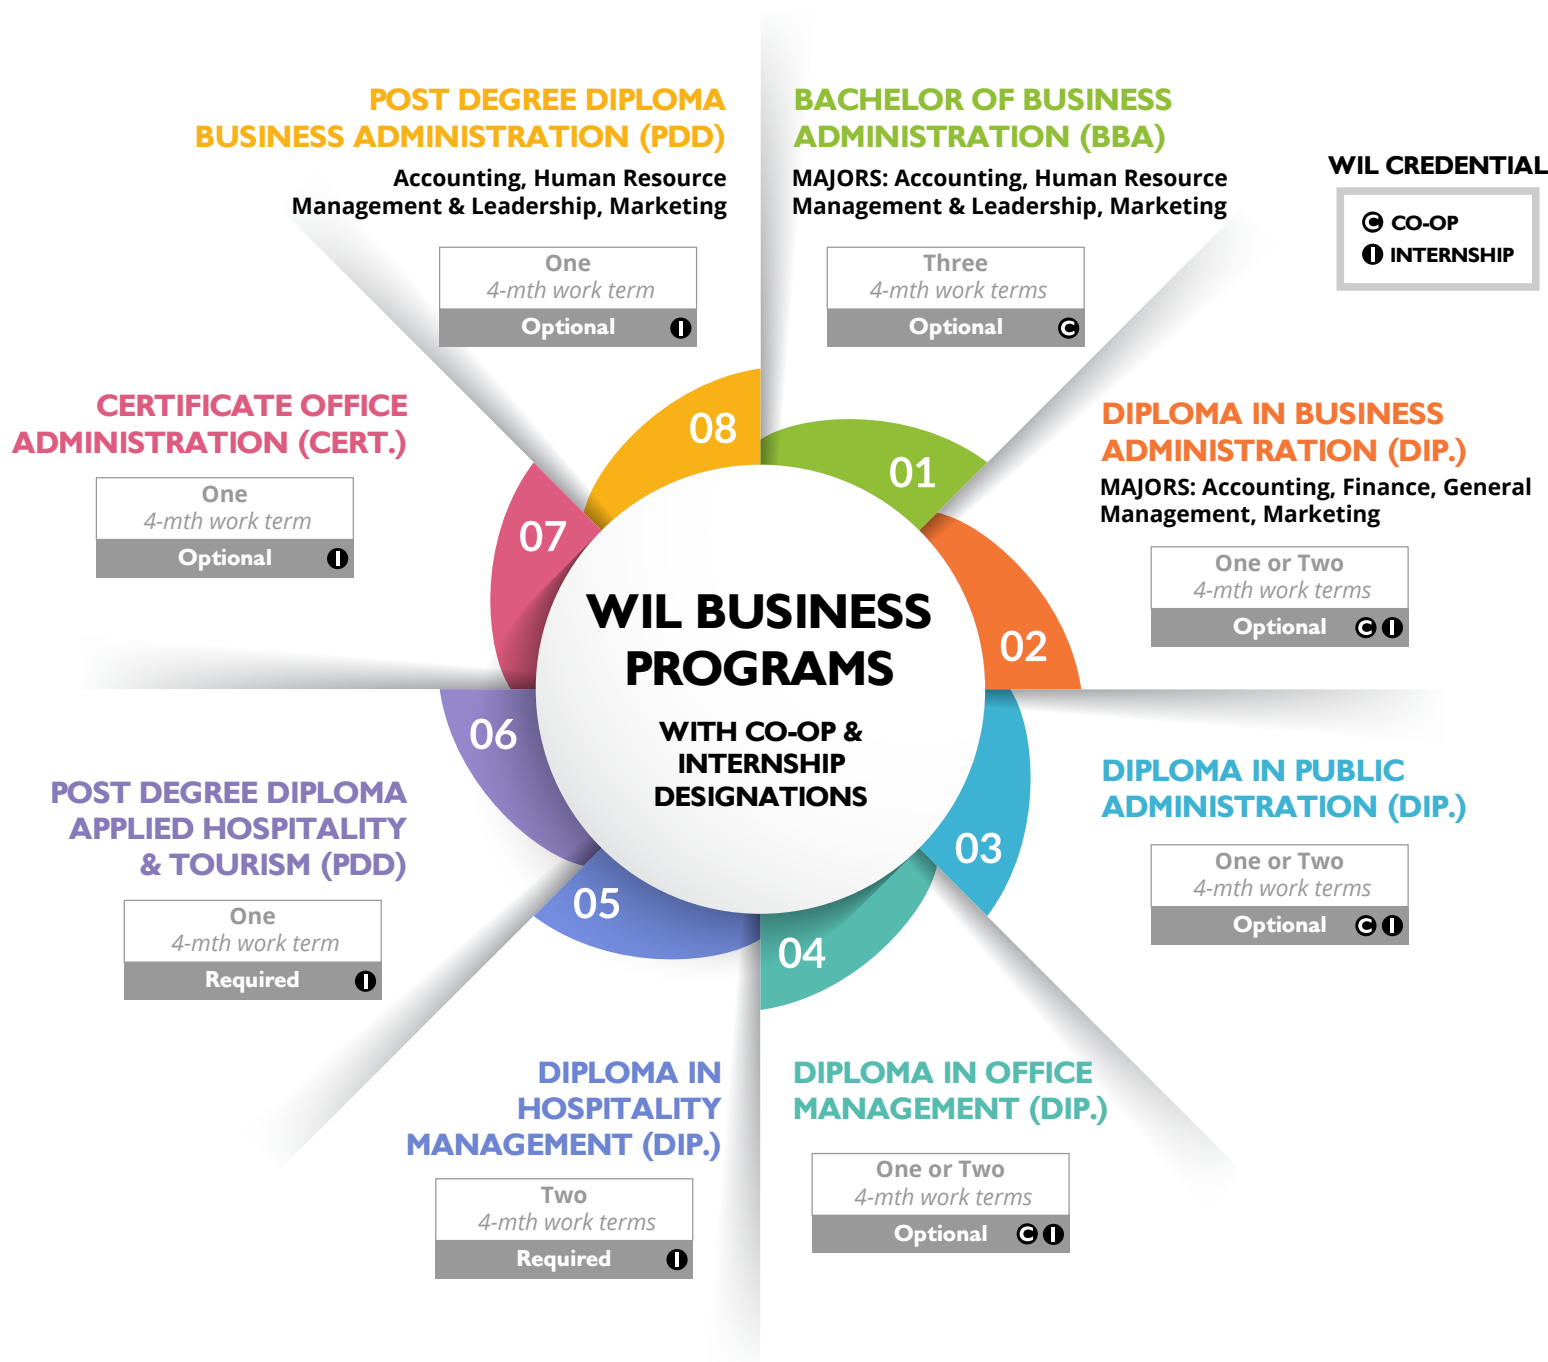 POST DEGREE DIPLOMA
BUSINESS ADMINISTRATION (PDD)
Accounting, Human Resource
Management & Leadership, Marketing
One
4-mth work term
Optional I
BACHELOR OF BUSINESS
ADMINISTRATION (BBA)
MAJORS: Accounting, Human Resource
Management & Leadership, Marketing
Three
4-mth work terms
Optional C
WIL CREDENTIAL
C CO-OP
I INTERNSHIP
CERTIFICATE OFFICE
ADMINISTRATION (CERT.)
One
4-mth work term
Optional I
DIPLOMA IN BUSINESS
ADMINISTRATION (DIP.)
MAJORS: Accounting, Finance, General
Management, Marketing
One or Two
4-mth work terms
Optional C I
08
01
07
02
WIL BUSINESS
PROGRAMS
WITH CO-OP &
INTERNSHIP
DESIGNATIONS
06
03
05
04
POST DEGREE DIPLOMA
APPLIED HOSPITALITY
& TOURISM (PDD)
One
4-mth work term
Required I
DIPLOMA IN PUBLIC
ADMINISTRATION (DIP.)
One or Two
4-mth work terms
Optional C I
DIPLOMA IN
HOSPITALITY
MANAGEMENT (DIP.)
Two
4-mth work terms
Required I
DIPLOMA IN OFFICE
MANAGEMENT (DIP.)
One or Two
4-mth work terms
Optional C I